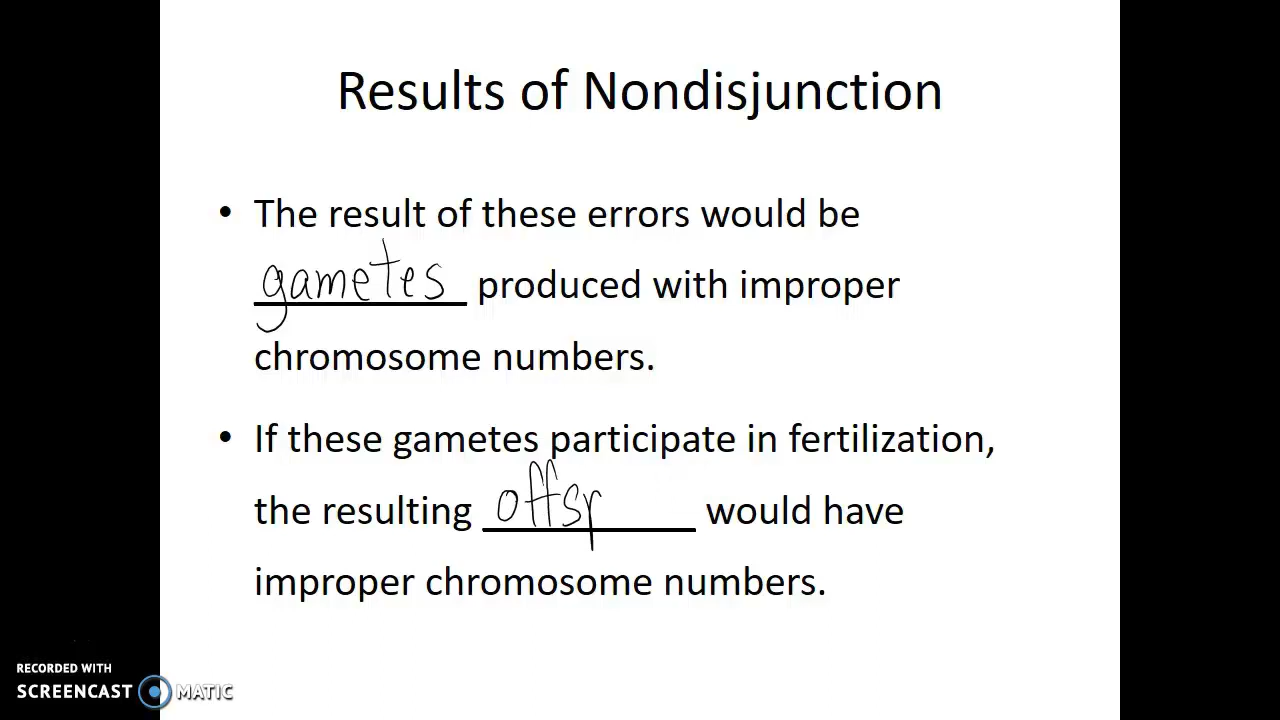 Results of Nondisjunction
• The result of these errors would be
gametes produced with improper
chromosome numbers.
• If these gametes participate in fertilization,
the resulting offsp would have
improper chromosome numbers.
RECORDED WITH
SCREENCAST MATIC